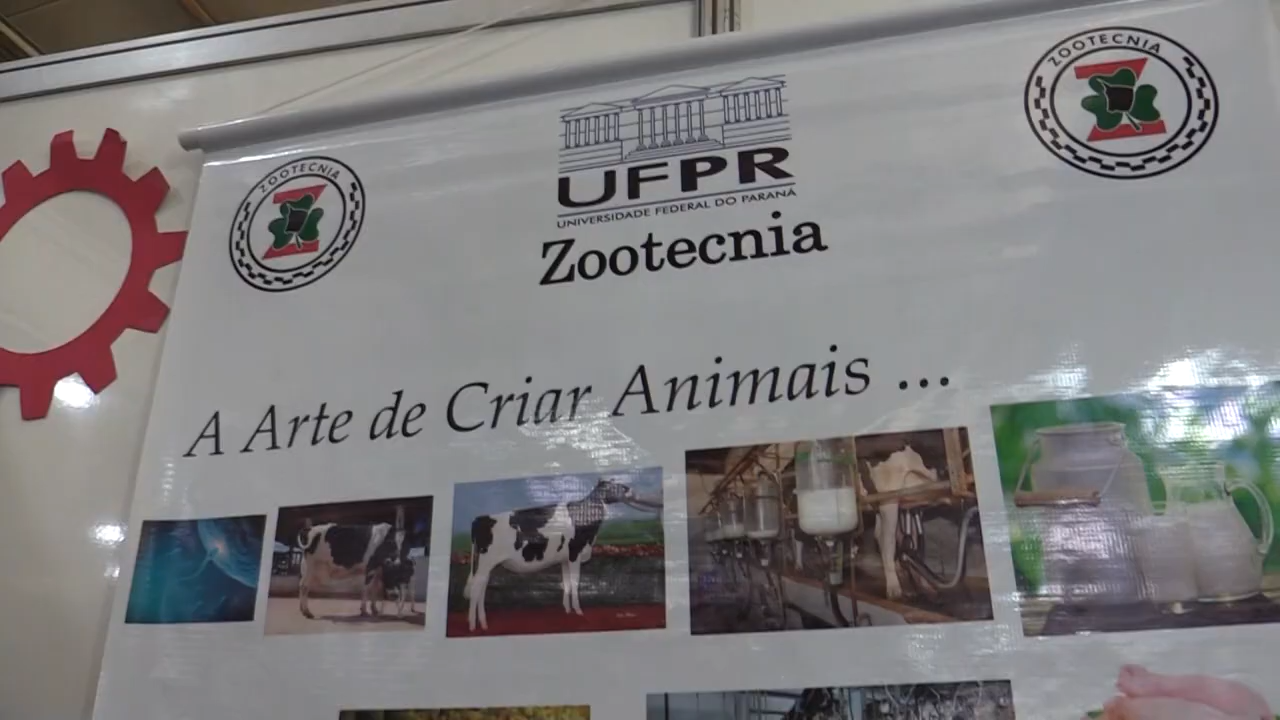 ZOOTECNIA
Z
UFPR
UNIVERSIDADE FEDERAL DO PARANÁ
Zootecnia
ZOOTECNIA
Z
A Arte de Criar Animais ...